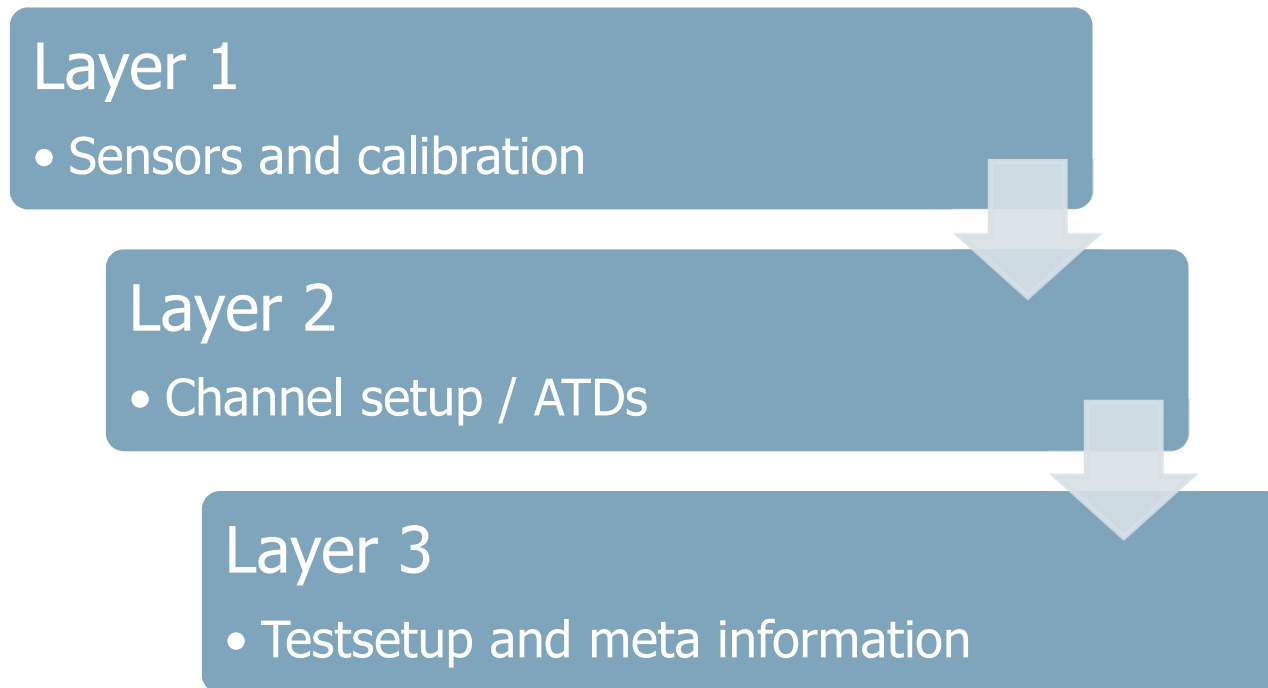 Layer 1
• Sensors and calibration
Layer 2
• Channel setup / ATDs
Layer 3
• Testsetup and meta information